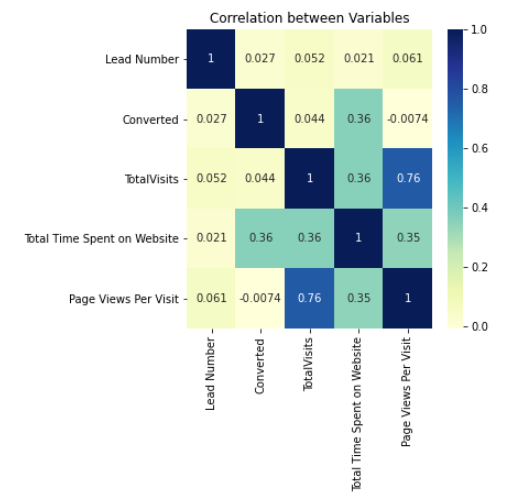 Correlation between Variables
Lead Number 1 0.027 0.052 0.021 0.061
Converted 0.027 1 0.044 0.36 -0.0074
TotalVisits 0.052 0.044 1 0.36 0.76
Total Time Spent on Website 0.021 0.36 0.36 1 0.35
Page Views Per Visit 0.061 -0.0074 0.76 0.35 1
Lead Number
Converted
TotalVisits
Total Time Spent on Website
Page Views Per Visit
1.0
0.8
0.6
0.4
0.2
0.0